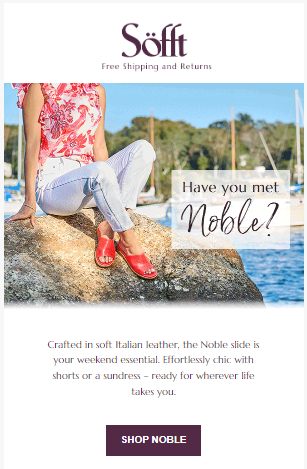 Söfft
Free Shipping and Returns
Have you met
Noble?
Crafted in soft Italian leather, the Noble slide is
your weekend essential. Effortlessly chic with
shorts or a sundress – ready for wherever life
takes you.
SHOP NOBLE